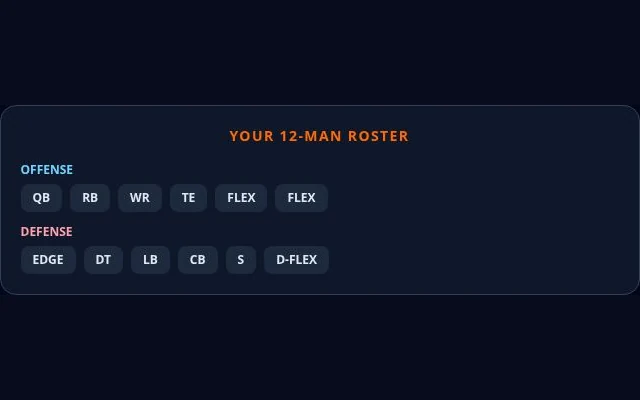 YOUR 12-MAN ROSTER
OFFENSE
QB RB WR TE FLEX FLEX
DEFENSE
EDGE DT LB CB S D-FLEX